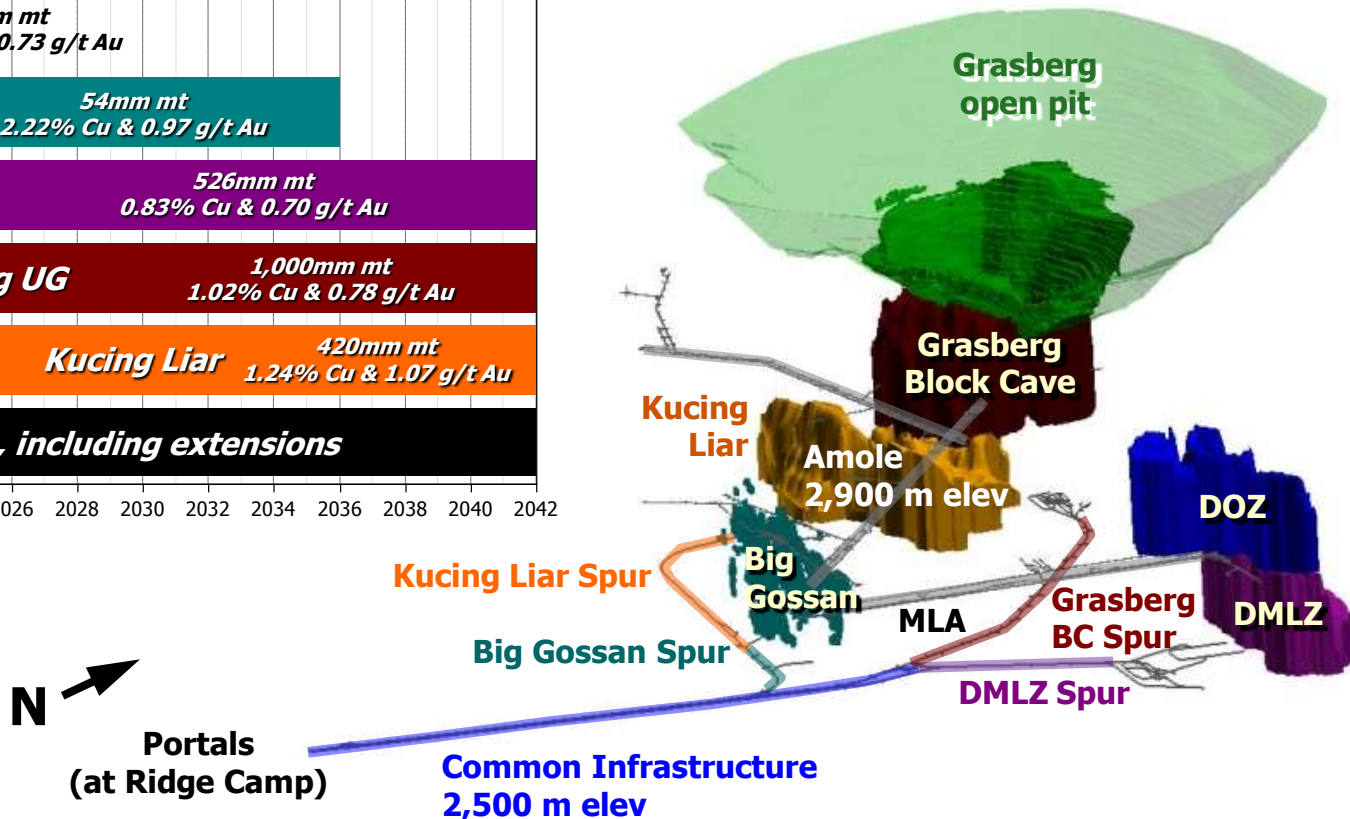 mm mt
0.73 g/t Au
54mm mt
2.22% Cu & 0.97 g/t Au
526mm mt
0.83% Cu & 0.70 g/t Au
g UG
1,000mm mt
1.02% Cu & 0.78 g/t Au
Kucing Liar
420mm mt
1.24% Cu & 1.07 g/t Au
, including extensions
026 2028 2030 2032 2034 2036 2038 2040 2042
Grasberg
open pit
Grasberg
Block Cave
Kucing
Liar
Amole
2,900 m elev
DOZ
Big
Gossan
Kucing Liar Spur
MLA
Grasberg
BC Spur
DMLZ
Big Gossan Spur
DMLZ Spur
N
Portals
(at Ridge Camp)
Common Infrastructure
2,500 m elev